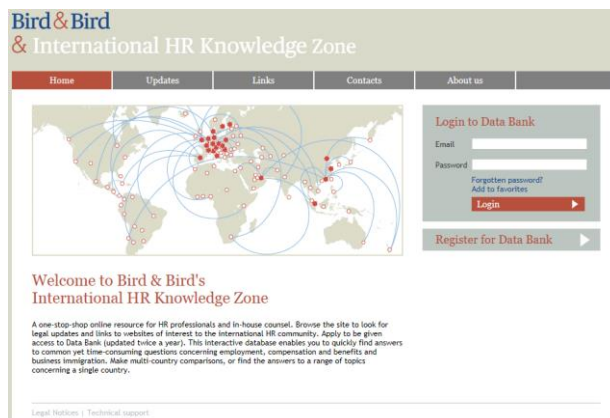 Bird & Bird
& International HR Knowledge Zone
Home Updates Links Contacts About us
Login to Data Bank
Email
Password
Forgotten password?
Add to favorites
Login
Register for Data Bank
Welcome to Bird & Bird's
International HR Knowledge Zone
A one-stop-shop online resource for HR professionals and in-house counsel. Browse the site to look for
legal updates and links to websites of interest to the international HR community. Apply to be given
access to Data Bank (updated twice a year). This interactive database enables you to quickly find answers
to common yet time-consuming questions concerning employment, compensation and benefits and
business immigration. Make multi-country comparisons, or find the answers to a range of topics
concerning a single country.
Legal Notices | Technical support